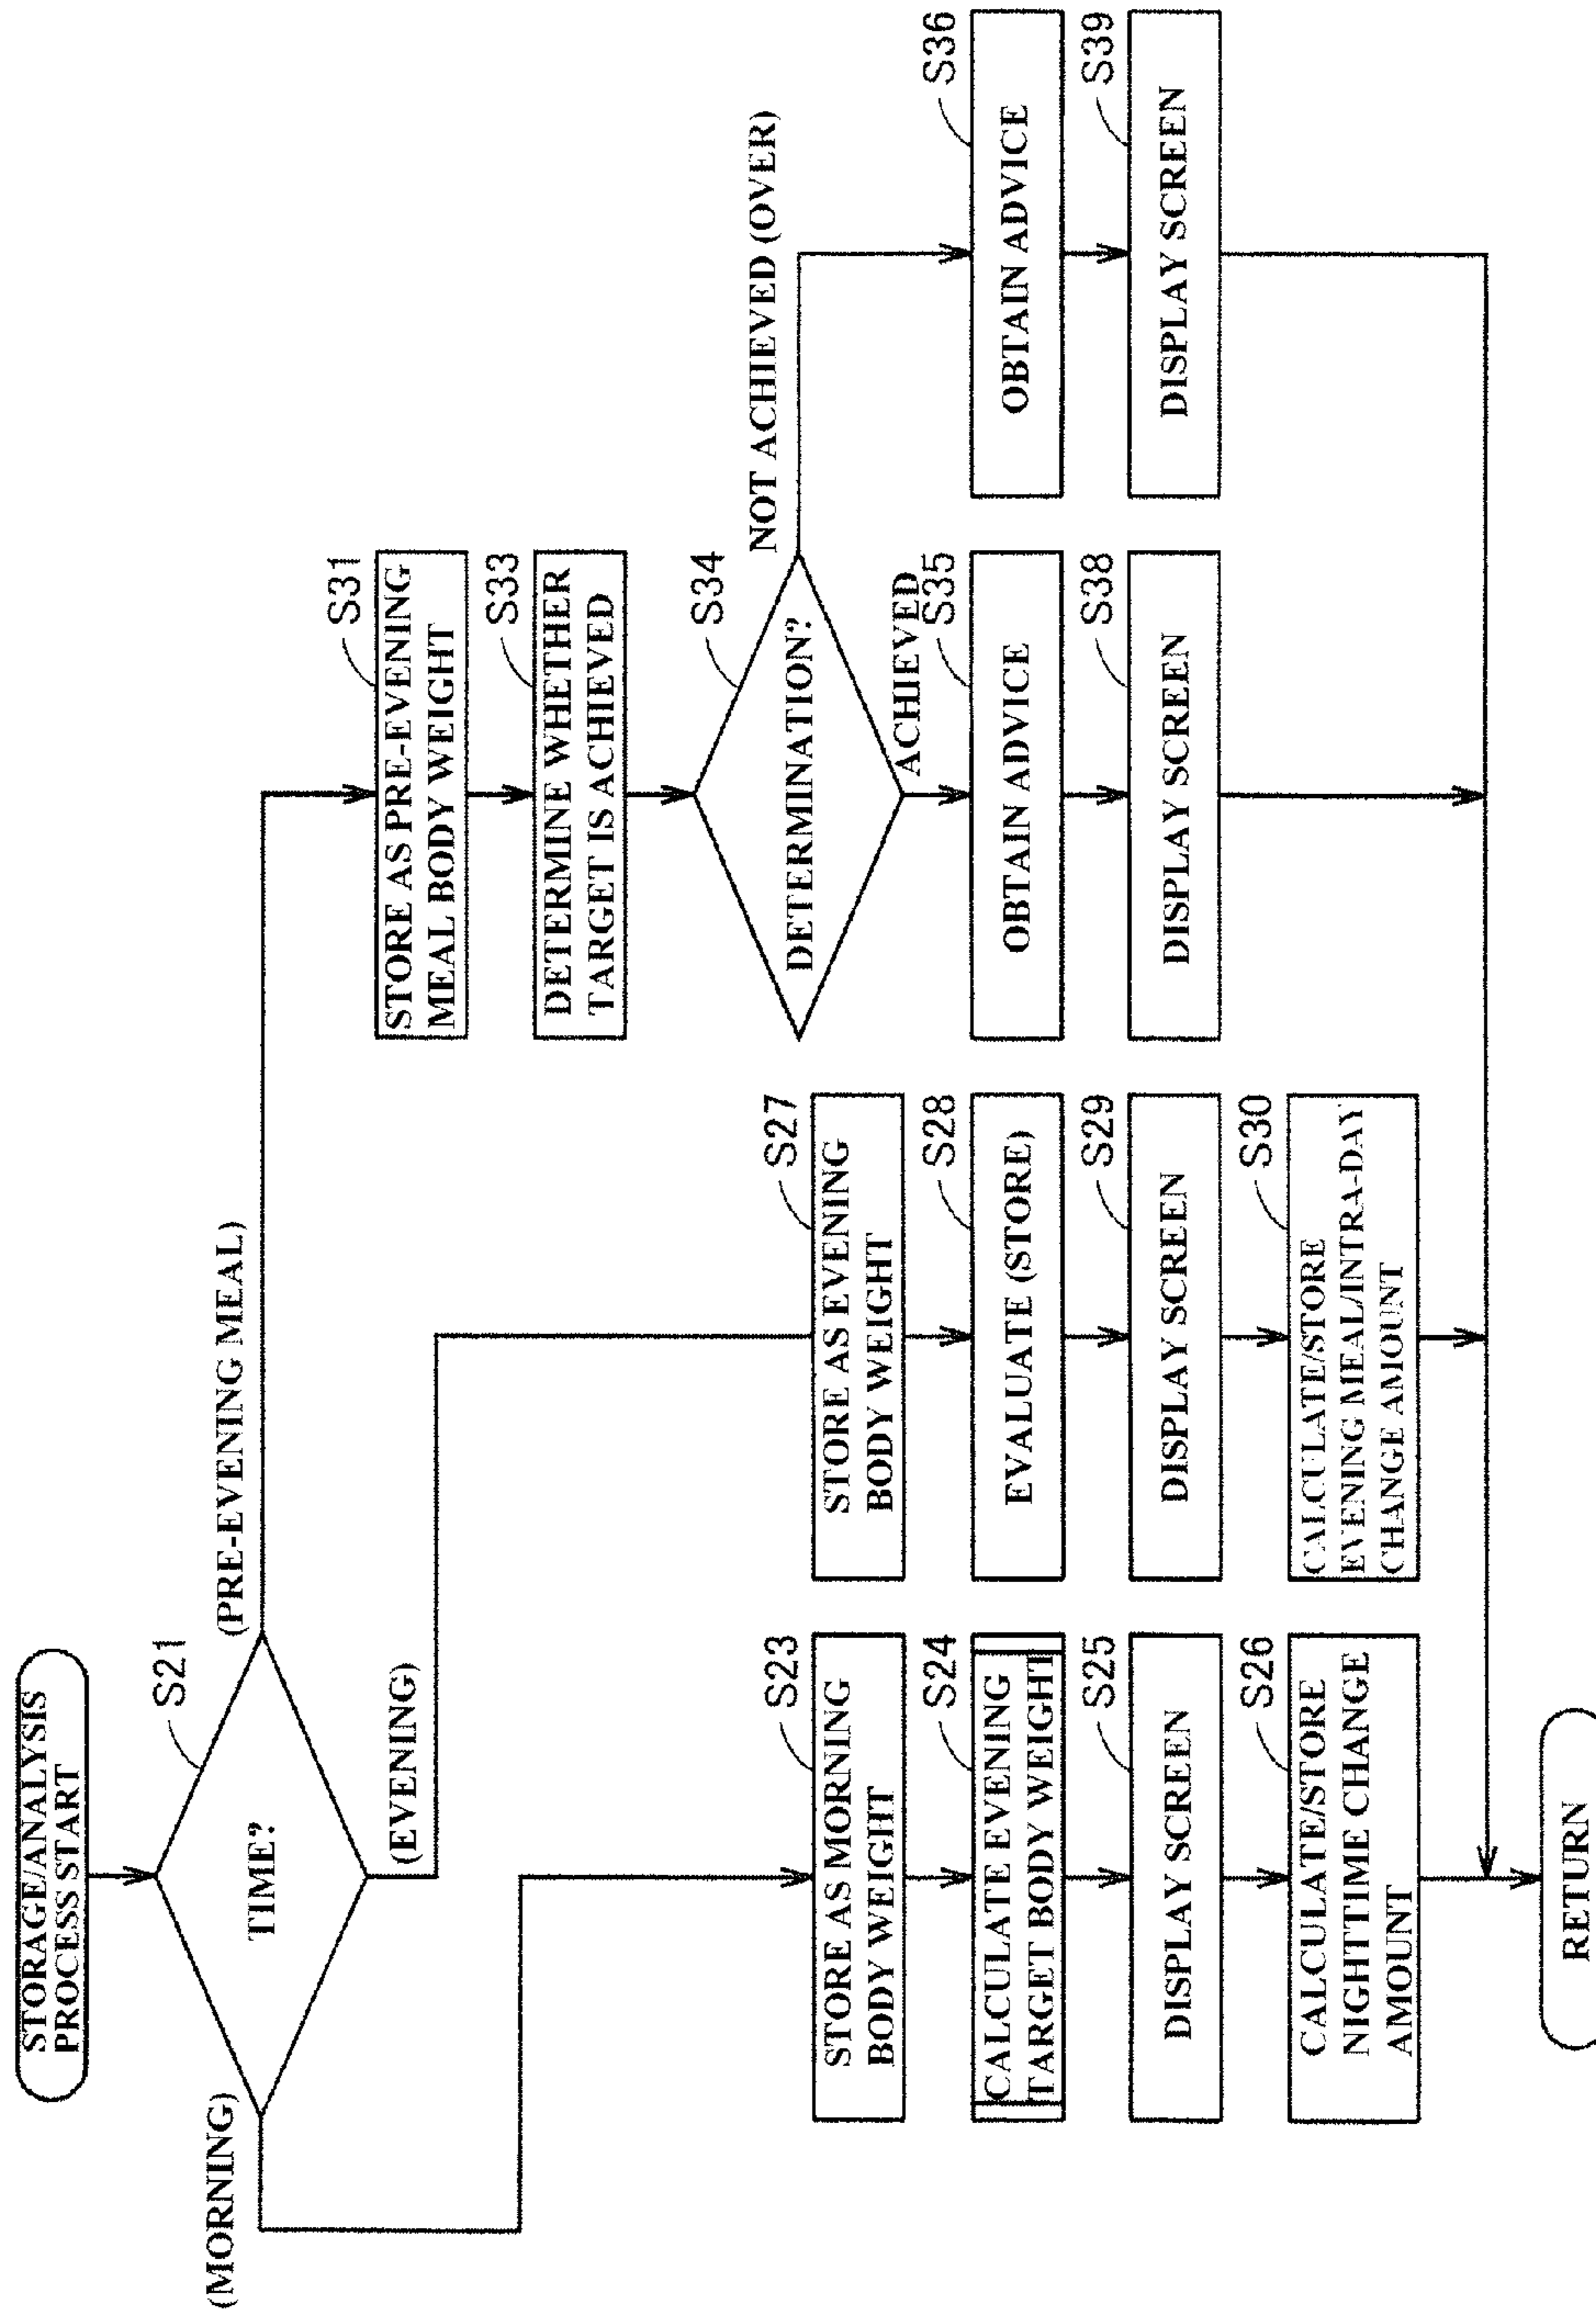 STORAGE/ANALYSIS
PROCESS START
S21
TIME?
(MORNING)
(EVENING)
(PRE-EVENING MEAL)
S23
STORE AS MORNING
BODY WEIGHT
S24
CALCULATE EVENING
TARGET BODY WEIGHT
S25
DISPLAY SCREEN
S26
CALCULATE/STORE
NIGHTTIME CHANGE
AMOUNT
S27
STORE AS EVENING
BODY WEIGHT
S28
EVALUATE (STORE)
S29
DISPLAY SCREEN
S30
CALCULATE/STORE
EVENING MEAL/INTRA-DAY
CHANGE AMOUNT
S31
STORE AS PRE-EVENING
MEAL BODY WEIGHT
S33
DETERMINE WHETHER
TARGET IS ACHIEVED
S34
DETERMINATION?
NOT ACHIEVED (OVER)
ACHIEVED
S35
OBTAIN ADVICE
S38
DISPLAY SCREEN
S36
OBTAIN ADVICE
S39
DISPLAY SCREEN
RETURN